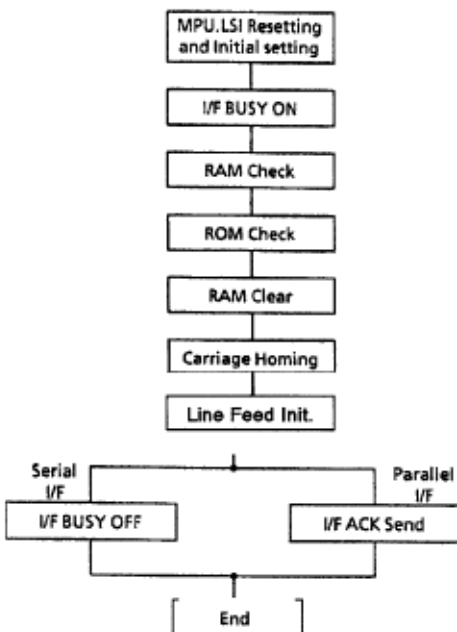 MPU.LSI Resetting
and Initial setting
I/F BUSY ON
RAM Check
ROM Check
RAM Clear
Carriage Homing
Line Feed Init.
Serial
I/F
Parallel
I/F
I/F BUSY OFF
I/F ACK Send
End